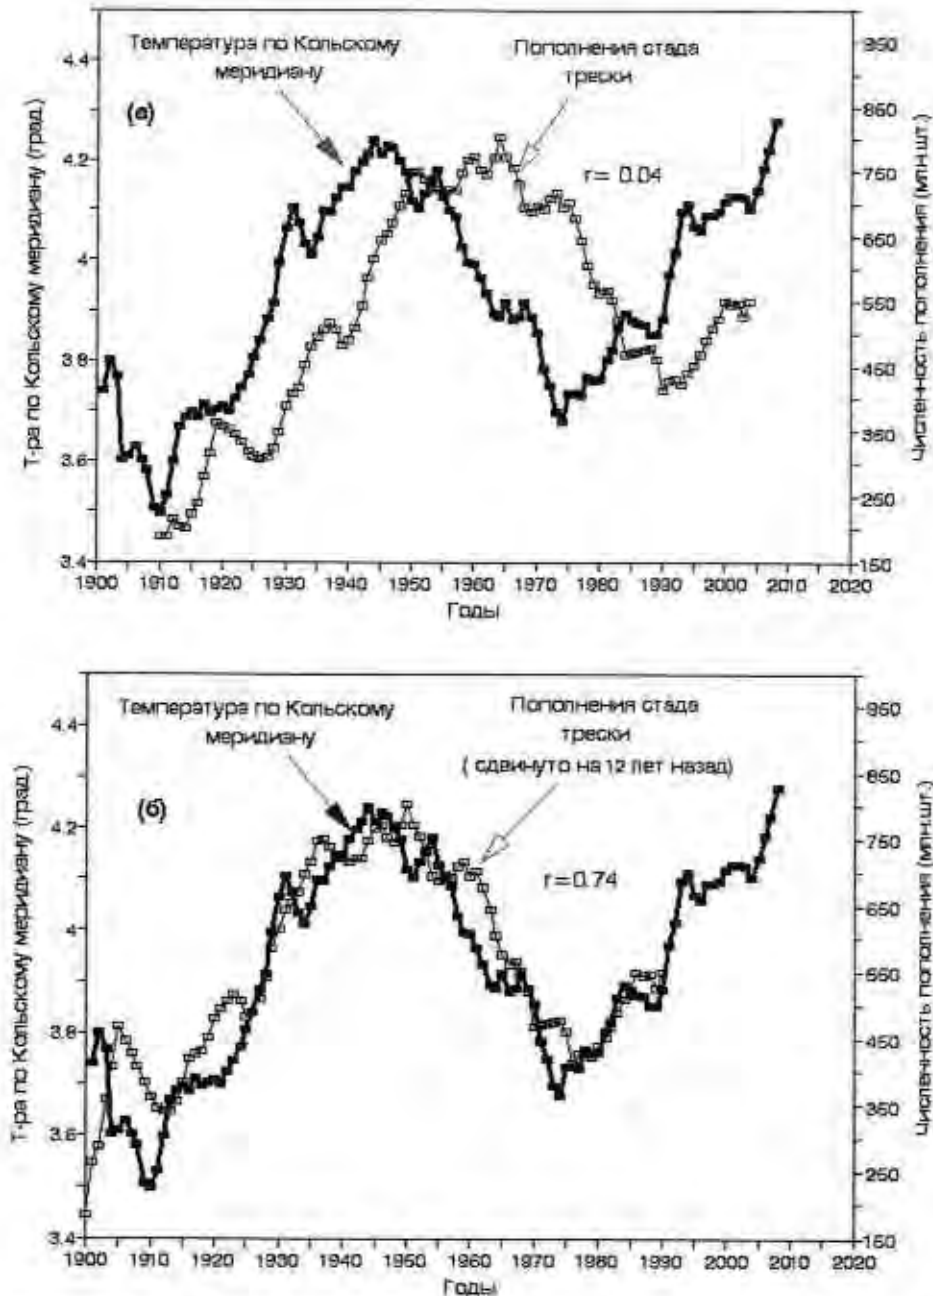 Температура по Кольскому
меридиану
Пополнения стада
трески
(а)
r= 0.04
Т-ра по Кольскому меридиану (град.)
4.4
4.2
4
3.8
3.6
3.4
Численность пополнения (млн.шт.)
950
850
750
650
550
450
350
250
150
1900 1910 1920 1930 1940 1950 1960 1970 1980 1990 2000 2010 2020
Годы
Температура по Кольскому
меридиану
Пополнения стада
трески
( сдвинуто на 12 лет назад)
(б)
r=0.74
Т-ра по Кольскому меридиану (град.)
4.4
4.2
4
3.8
3.6
3.4
Численность пополнения (млн.шт.)
950
850
750
650
550
450
350
250
150
1900 1910 1920 1930 1940 1950 1960 1970 1980 1990 2000 2010 2020
Годы